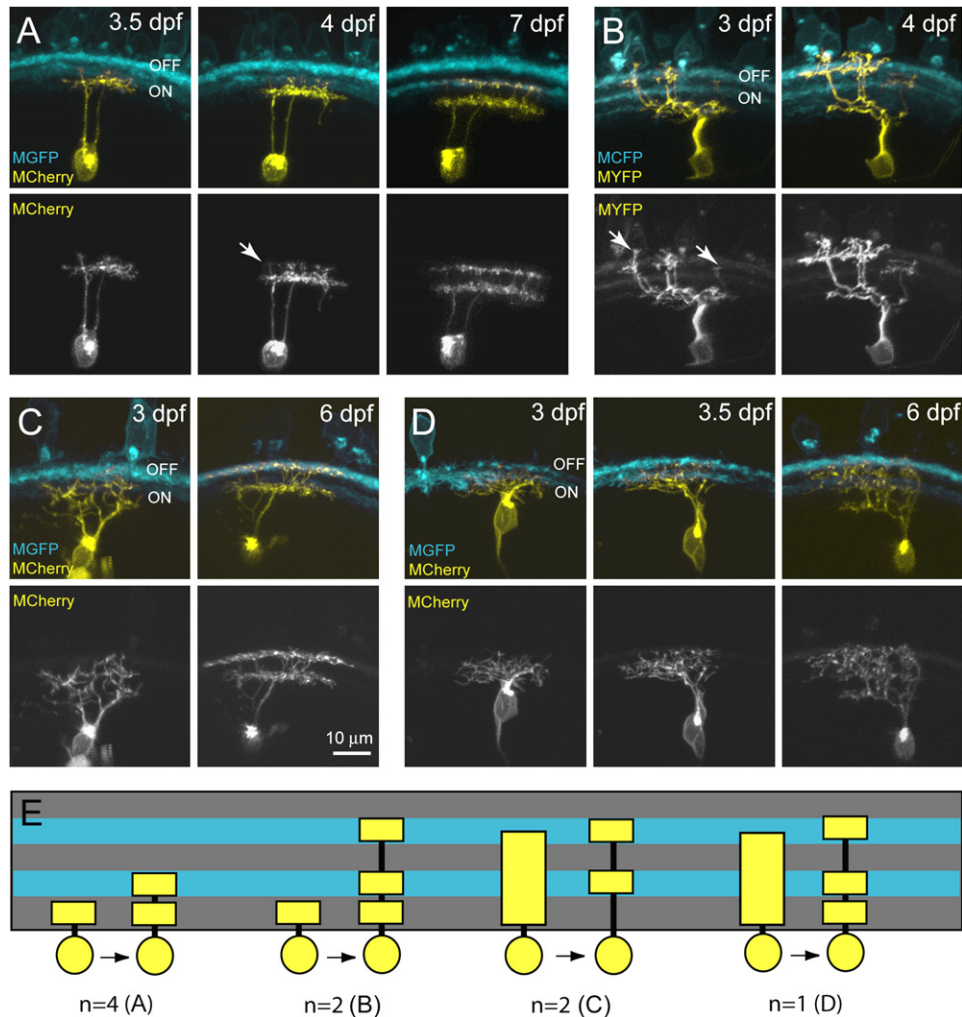 A 3.5 dpf 4 dpf 7 dpf
OFF
ON
MGFP
MCherry
MCherry
B 3 dpf 4 dpf
OFF
ON
MCFP
MYFP
MYFP
C 3 dpf 6 dpf
OFF
ON
MGFP
MCherry
MCherry
10 μm
D 3 dpf 3.5 dpf 6 dpf
OFF
ON
MGFP
MCherry
MCherry
E
n=4 (A) n=2 (B) n=2 (C) n=1 (D)